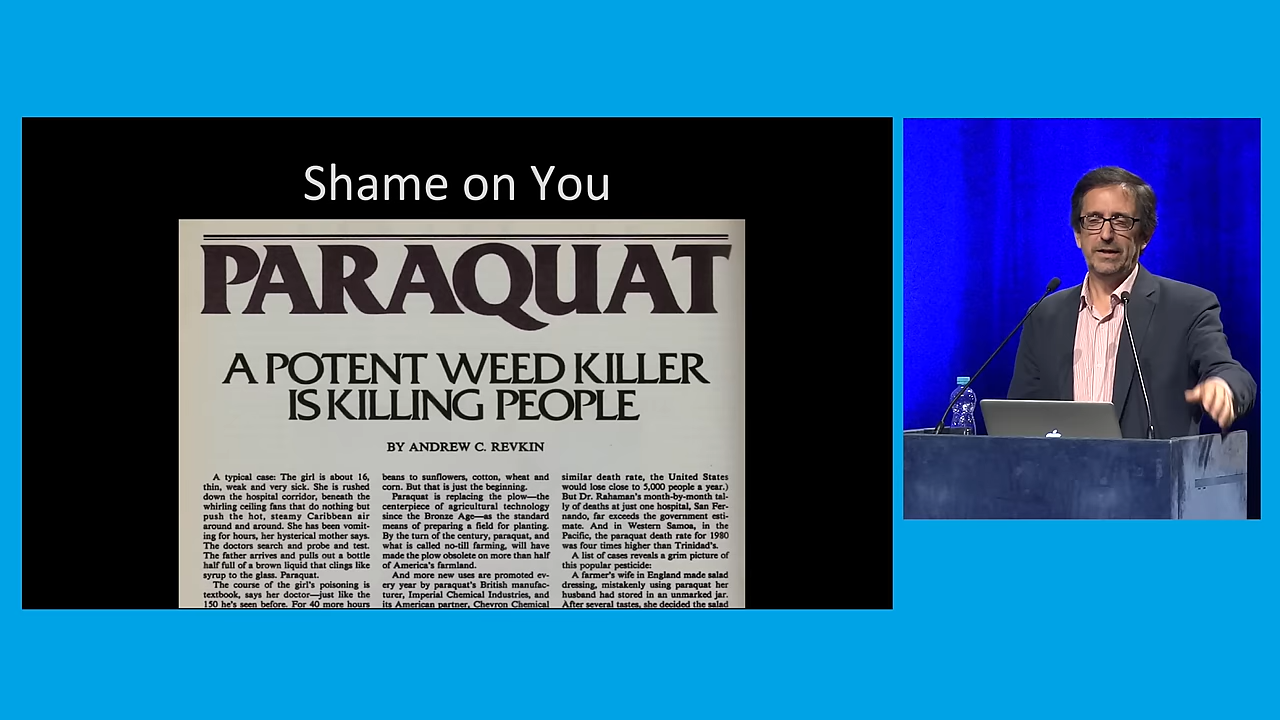 Shame on You
PARAQUAT
A POTENT WEED KILLER
IS KILLING PEOPLE
BY ANDREW C. REVKIN
A typical case: The girl is about 16,
thin, weak and very sick. She is rushed
down the hospital corridor, beneath the
whirling ceiling fans that do nothing but
push the hot, steamy Caribbean air
around and around. She has been vomit-
ing for hours, her hysterical mother says.
The doctors search and probe and test.
The father arrives and pulls out a bottle
half full of a brown liquid that clings like
syrup to the glass. Paraquat.
The course of the girl's poisoning is
textbook, says her doctor—just like the
150 he's seen before. For 40 more hours
beans to sunflowers, cotton, wheat and
corn. But that is just the beginning.
Paraquat is replacing the plow—the
centerpiece of agricultural technology
since the Bronze Age—as the standard
means of preparing a field for planting.
By the turn of the century, paraquat, and
what is called no-till farming, will have
made the plow obsolete on more than half
of America's farmland.
And more new uses are promoted ev-
ery year by paraquat's British manufac-
turer, Imperial Chemical Industries, and
its American partner, Chevron Chemical
similar death rate, the United States
would lose close to 5,000 people a year.)
But Dr. Rahaman's month-by-month tal-
ly of deaths at just one hospital, San Fer-
nando, far exceeds the government esti-
mate. And in Western Samoa, in the
Pacific, the paraquat death rate for 1980
was four times higher than Trinidad's.
A list of cases reveals a grim picture of
this popular pesticide:
A farmer's wife in England made salad
dressing, mistakenly using paraquat her
husband had stored in an unmarked jar.
After several tastes, she decided the salad